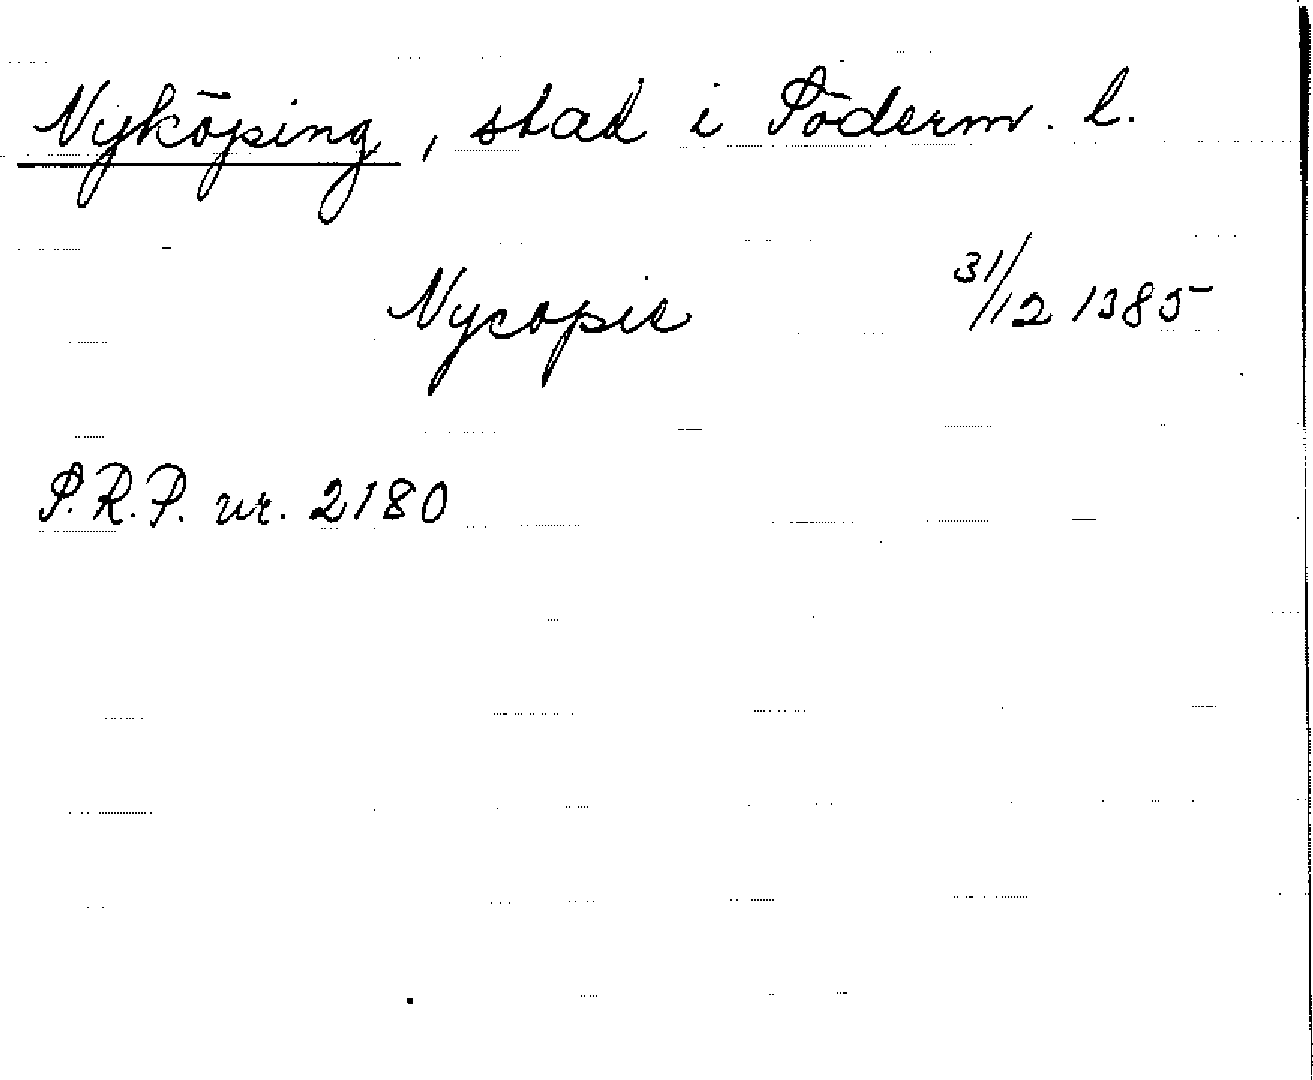 Nyköping, stad i Söderm. l.
Nycopie 31/12 1385
S.R.P. nr. 2180